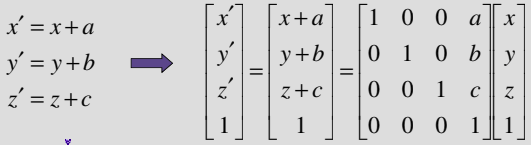 x′ = x + a
y′ = y + b
z′ = z + c
[x′ y′ z′ 1] = [x + a y + b z + c 1] = [1 0 0 a
0 1 0 b
0 0 1 c
0 0 0 1] [x y z 1]